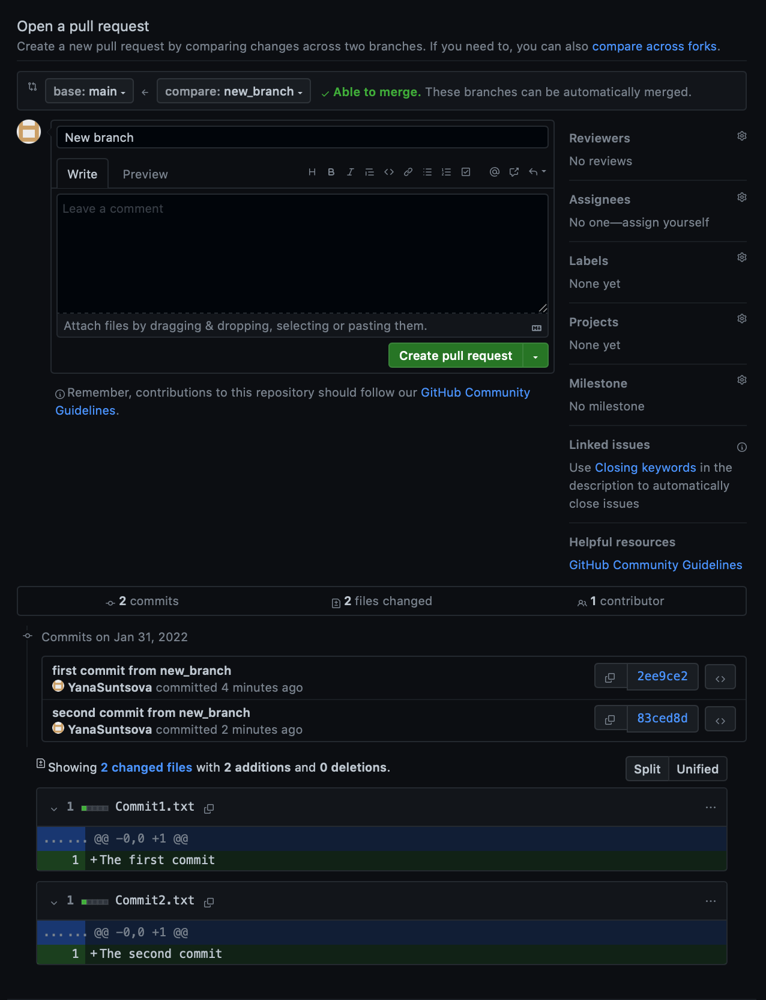 Open a pull request
Create a new pull request by comparing changes across two branches. If you need to, you can also compare across forks.
base: main
compare: new_branch
Able to merge. These branches can be automatically merged.
New branch
Write Preview
Leave a comment
Attach files by dragging & dropping, selecting or pasting them.
Create pull request
Remember, contributions to this repository should follow our GitHub Community
Guidelines.
Reviewers
No reviews
Assignees
No one—assign yourself
Labels
None yet
Projects
None yet
Milestone
No milestone
Linked issues
Use Closing keywords in the
description to automatically
close issues
Helpful resources
GitHub Community Guidelines
2 commits
2 files changed
1 contributor
Commits on Jan 31, 2022
first commit from new_branch
YanaSuntsova committed 4 minutes ago
2ee9ce2
second commit from new_branch
YanaSuntsova committed 2 minutes ago
83ced8d
Showing 2 changed files with 2 additions and 0 deletions.
Split Unified
1 Commit1.txt
... ... @@ -0,0 +1 @@
1 +The first commit
1 Commit2.txt
... ... @@ -0,0 +1 @@
1 +The second commit